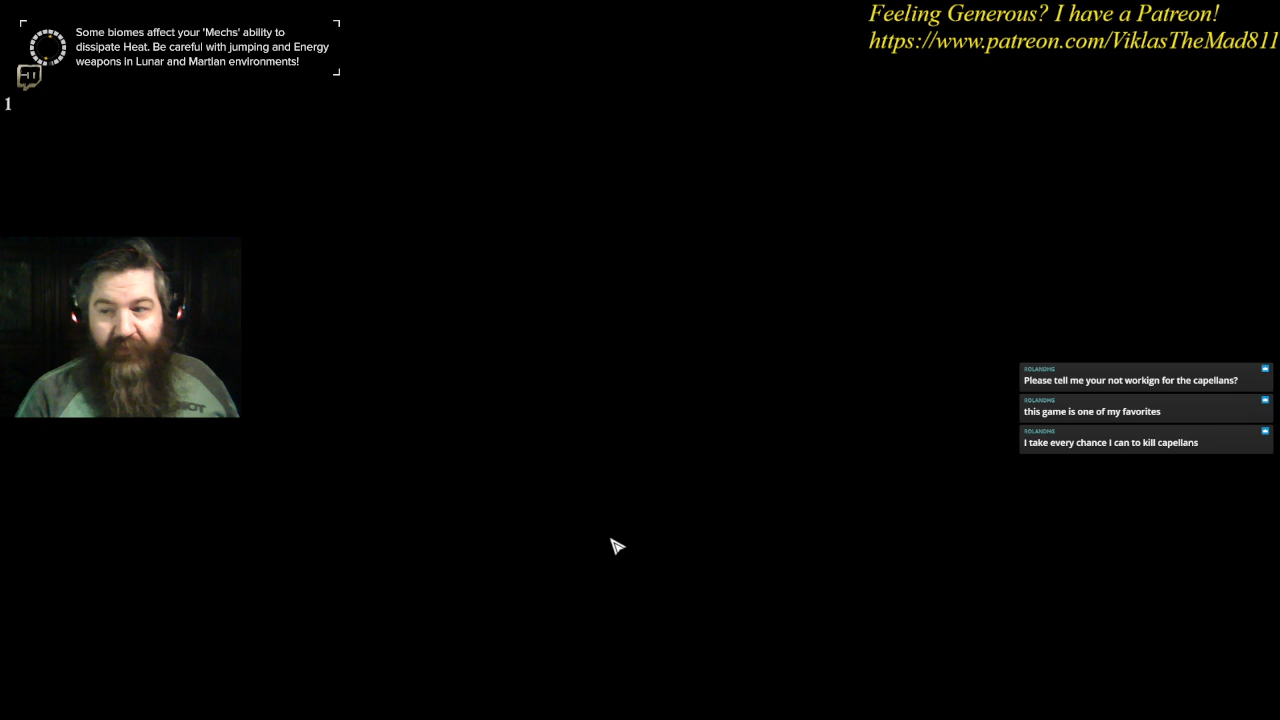 Some biomes affect your 'Mechs' ability to
dissipate Heat. Be careful with jumping and Energy
weapons in Lunar and Martian environments!
Feeling Generous? I have a Patreon!
https://www.patreon.com/ViklasTheMad811
1
ROLANDHG
Please tell me your not workign for the capellans?
ROLANDHG
this game is one of my favorites
ROLANDHG
I take every chance I can to kill capellans